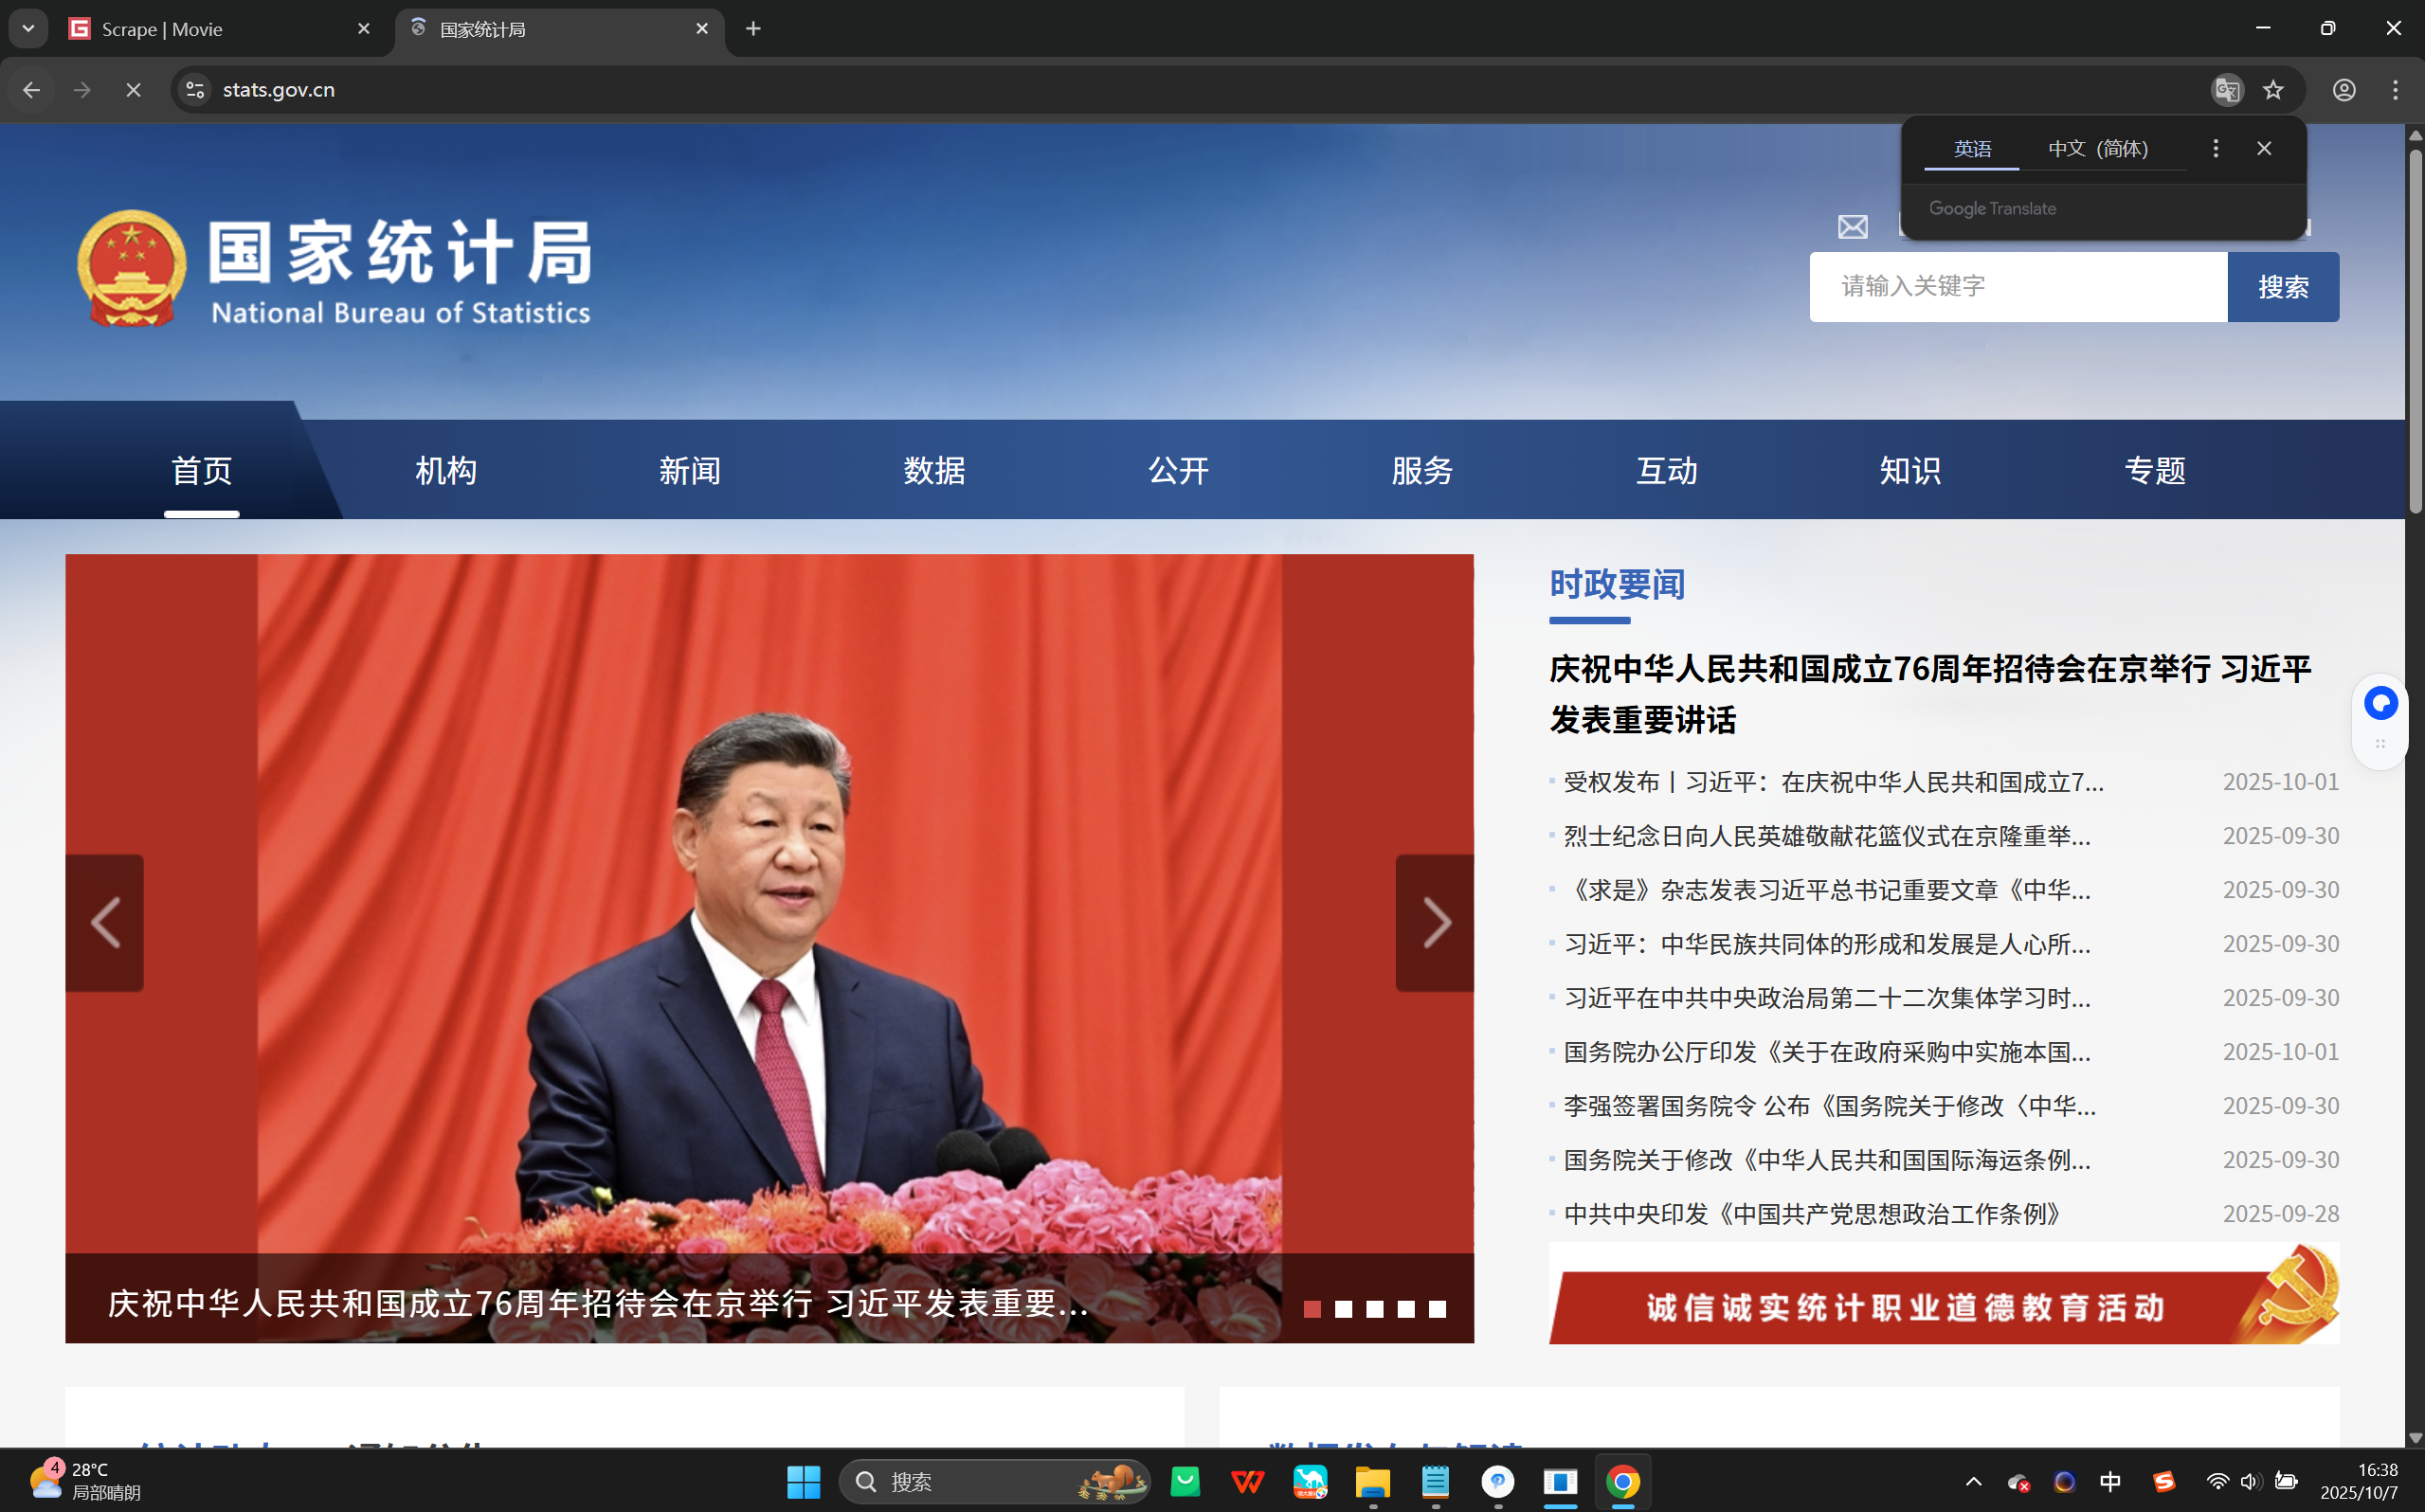 Scrape | Movie
国家统计局
stats.gov.cn
英语
中文 (简体)
Google Translate
国家统计局
National Bureau of Statistics
请输入关键字
搜索
首页
机构
新闻
数据
公开
服务
互动
知识
专题
时政要闻
庆祝中华人民共和国成立76周年招待会在京举行 习近平
发表重要讲话
受权发布丨习近平：在庆祝中华人民共和国成立7... 2025-10-01
烈士纪念日向人民英雄敬献花篮仪式在京隆重举... 2025-09-30
《求是》杂志发表习近平总书记重要文章《中华... 2025-09-30
习近平：中华民族共同体的形成和发展是人心所... 2025-09-30
习近平在中共中央政治局第二十二次集体学习时... 2025-09-30
国务院办公厅印发《关于在政府采购中实施本国... 2025-10-01
李强签署国务院令 公布《国务院关于修改〈中华... 2025-09-30
国务院关于修改《中华人民共和国国际海运条例... 2025-09-30
中共中央印发《中国共产党思想政治工作条例》 2025-09-28
庆祝中华人民共和国成立76周年招待会在京举行 习近平发表重要...
诚信诚实统计职业道德教育活动
4
28°C
局部晴朗
搜索
中
16:38
2025/10/7